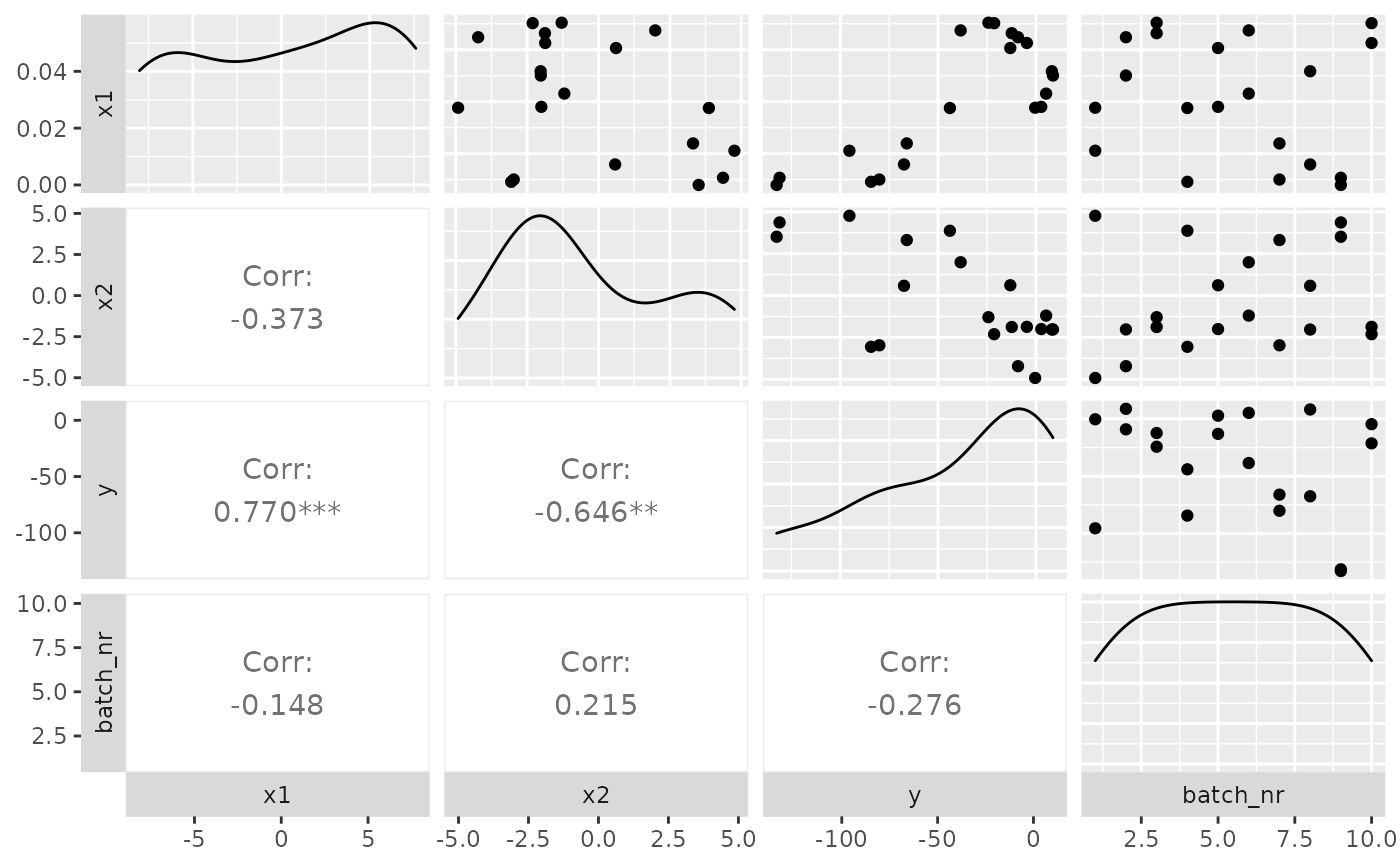 x1
0.04
0.02
0.00
x2
5.0
2.5
0.0
-2.5
-5.0
Corr:
-0.373
y
0
-50
-100
Corr:
0.770***
Corr:
-0.646**
batch_nr
10.0
7.5
5.0
2.5
Corr:
-0.148
Corr:
0.215
Corr:
-0.276
x1 x2 y batch_nr
-5 0 5 -5.0 -2.5 0.0 2.5 5.0 -100 -50 0 2.5 5.0 7.5 10.0